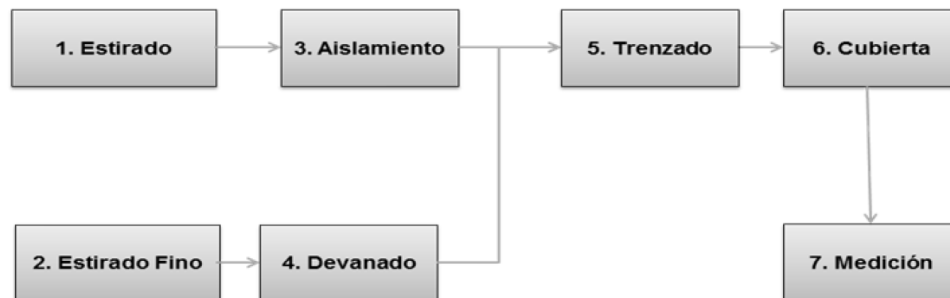 1. Estirado
3. Aislamiento
5. Trenzado
6. Cubierta
2. Estirado Fino
4. Devanado
7. Medición